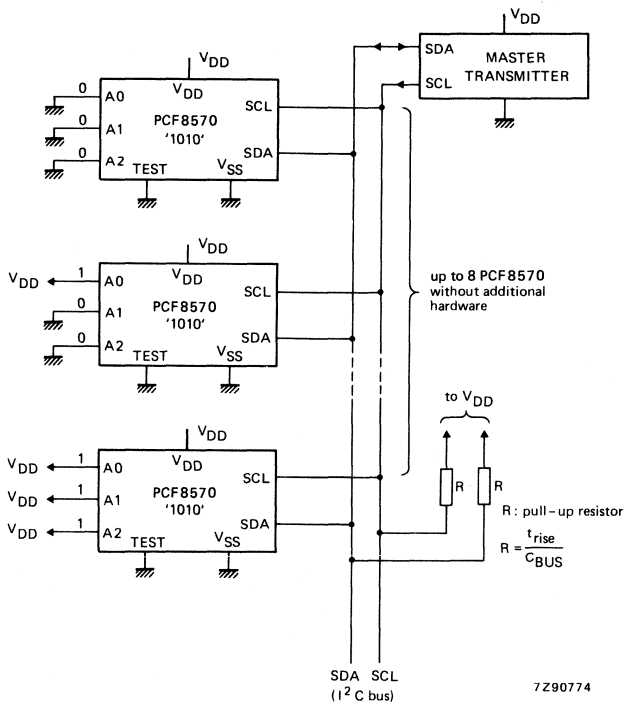 VDD
SDA
MASTER
TRANSMITTER
SCL
VDD
0 A0
VDD
SCL
0 A1
PCF8570
'1010'
0 A2
SDA
TEST
VSS
VDD
VDD 1 A0
VDD
SCL
0 A1
PCF8570
'1010'
0 A2
SDA
TEST
VSS
up to 8 PCF8570
without additional
hardware
VDD
VDD 1 A0
VDD
SCL
VDD 1 A1
PCF8570
'1010'
VDD 1 A2
SDA
TEST
VSS
to VDD
R R
R : pull-up resistor
R = trise / CBUS
SDA SCL
(I²C bus)
7Z90774